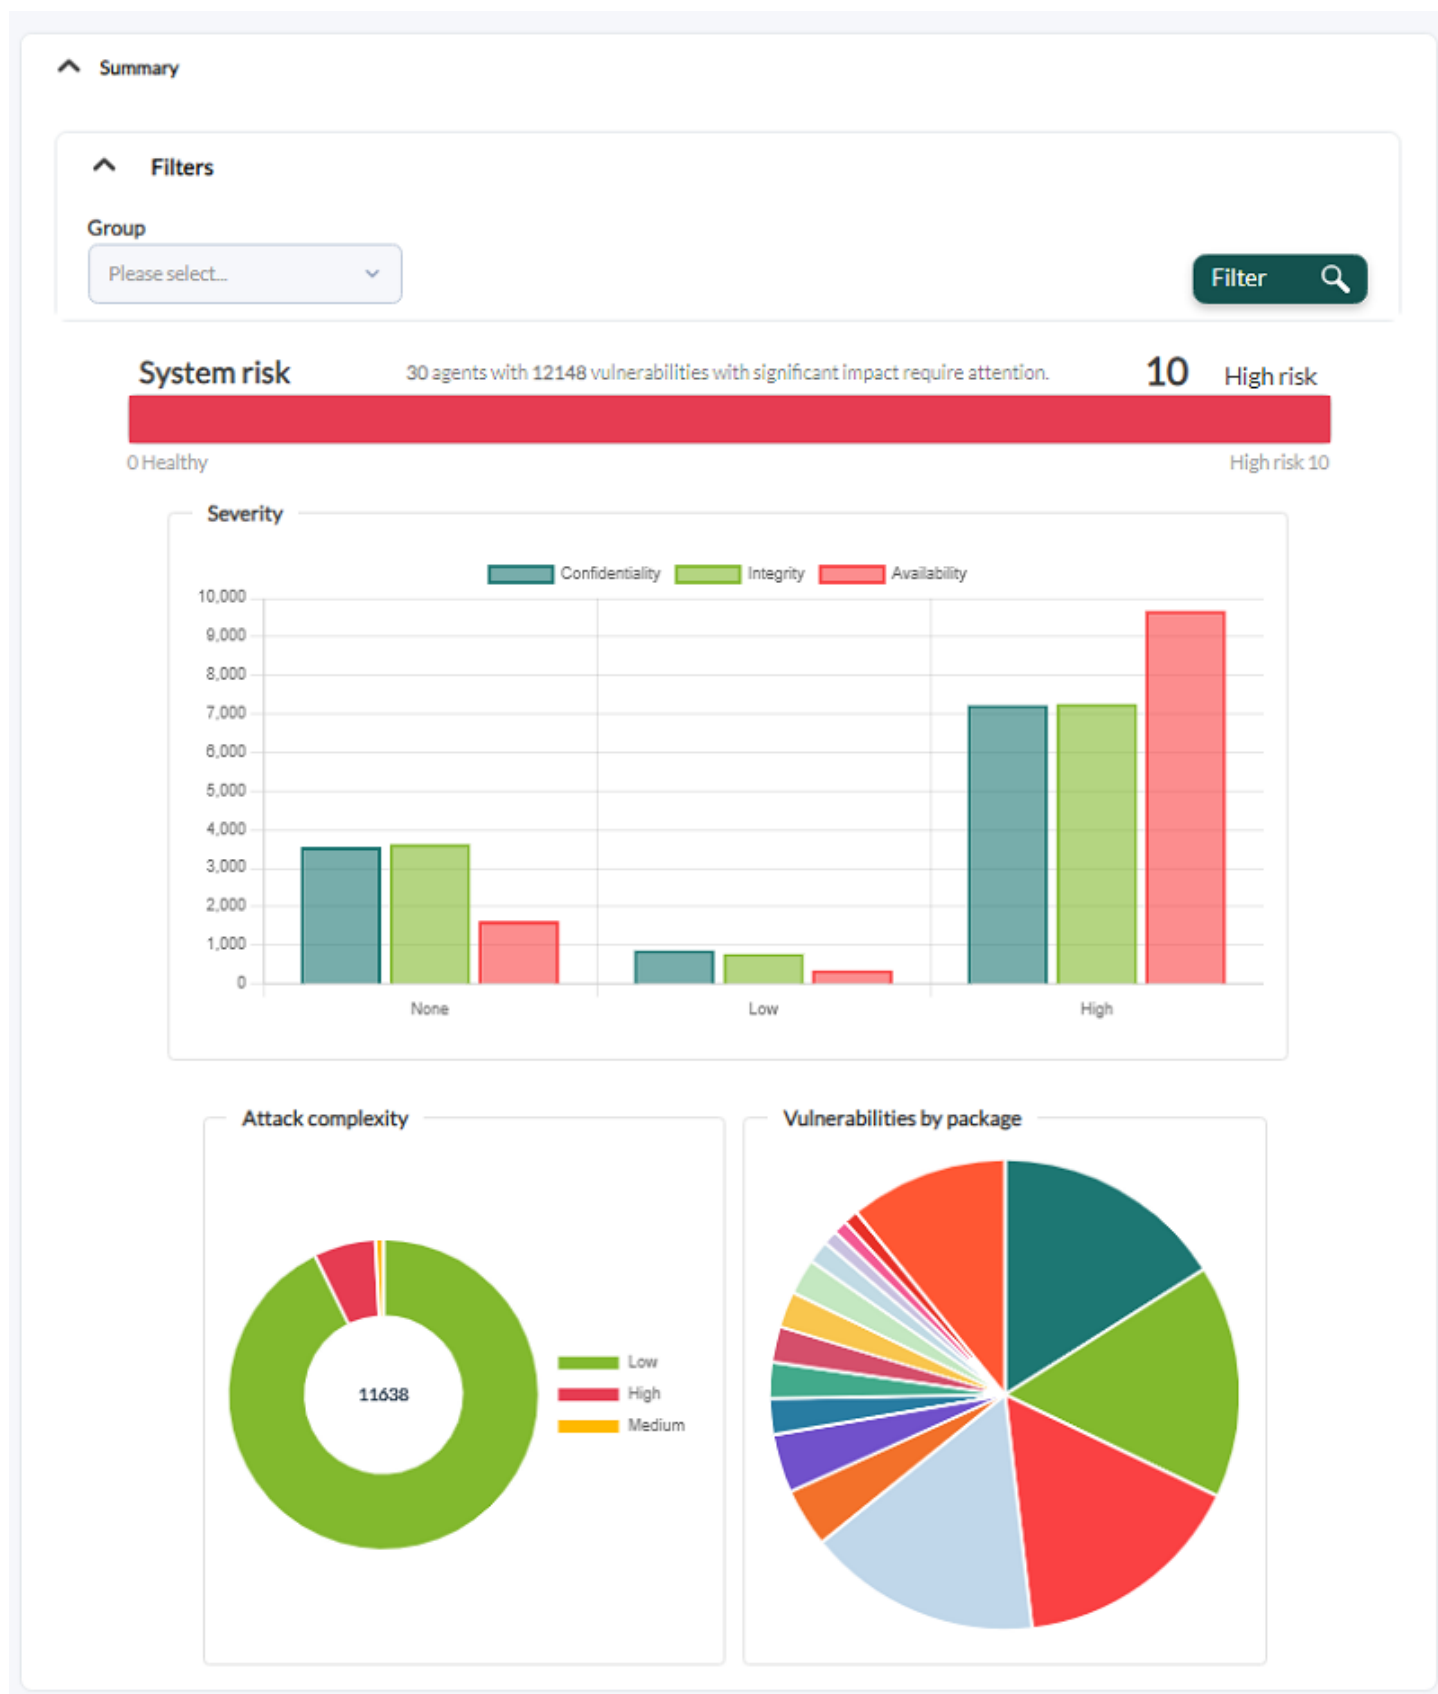 Summary
Filters
Group
Please select...
Filter
System risk 30 agents with 12148 vulnerabilities with significant impact require attention. 10 High risk
0 Healthy High risk 10
Severity
Confidentiality Integrity Availability
10,000
9,000
8,000
7,000
6,000
5,000
4,000
3,000
2,000
1,000
0
None Low High
Attack complexity
11638
Low
High
Medium
Vulnerabilities by package